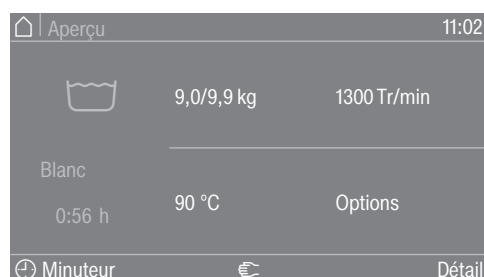 Aperçu 11:02
9,0/9,9 kg 1300 Tr/min
Blanc
90 °C Options
0:56 h
Minuteur Détail